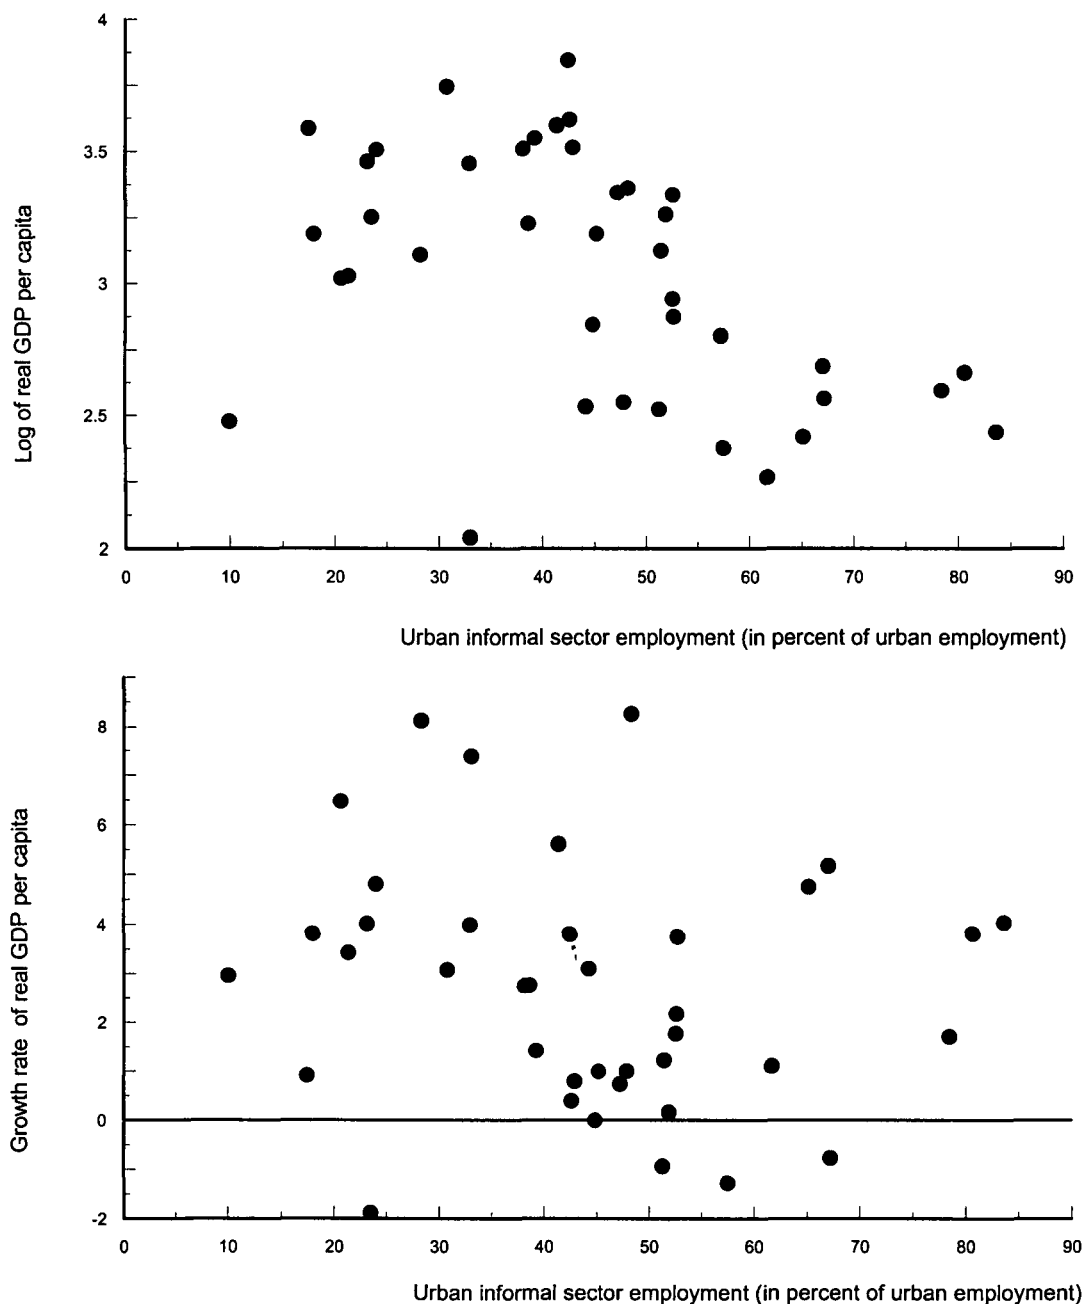 4
3.5
3
2.5
2
Log of real GDP per capita
0 10 20 30 40 50 60 70 80 90
Urban informal sector employment (in percent of urban employment)
8
6
4
2
0
-2
Growth rate of real GDP per capita
0 10 20 30 40 50 60 70 80 90
Urban informal sector employment (in percent of urban employment)